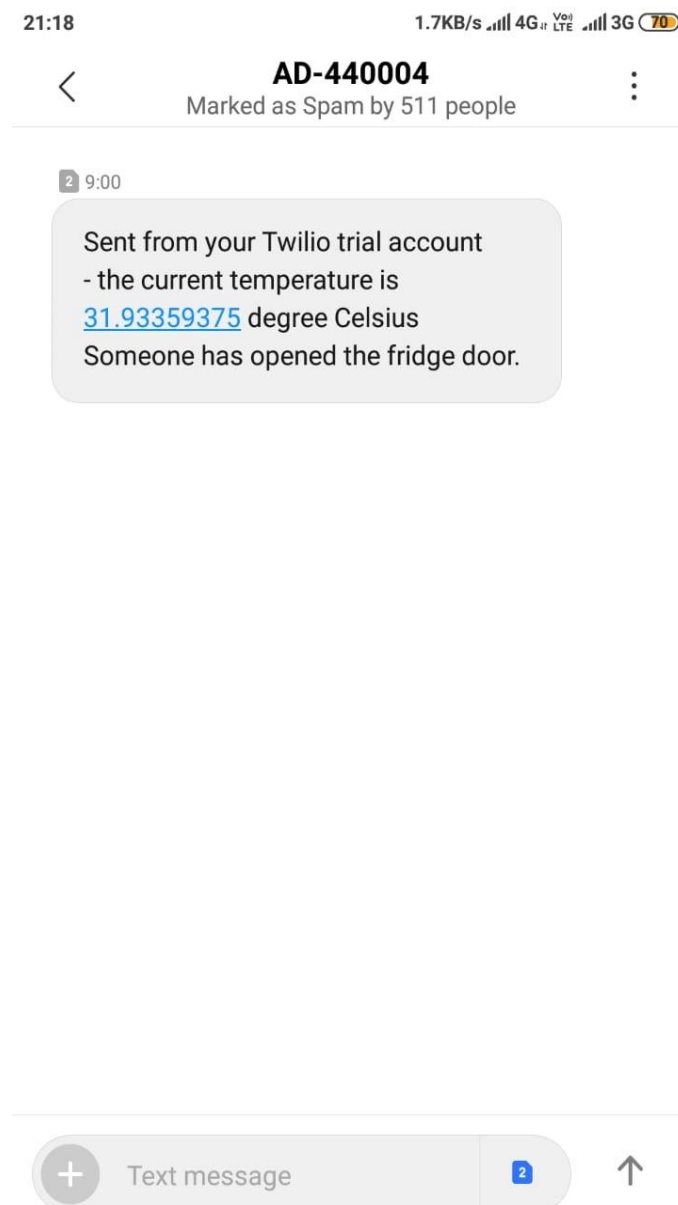 21:18 1.7KB/s 4G Vo) LTE 3G 70
AD-440004
Marked as Spam by 511 people
2 9:00
Sent from your Twilio trial account
- the current temperature is
31.93359375 degree Celsius
Someone has opened the fridge door.
+ Text message 2